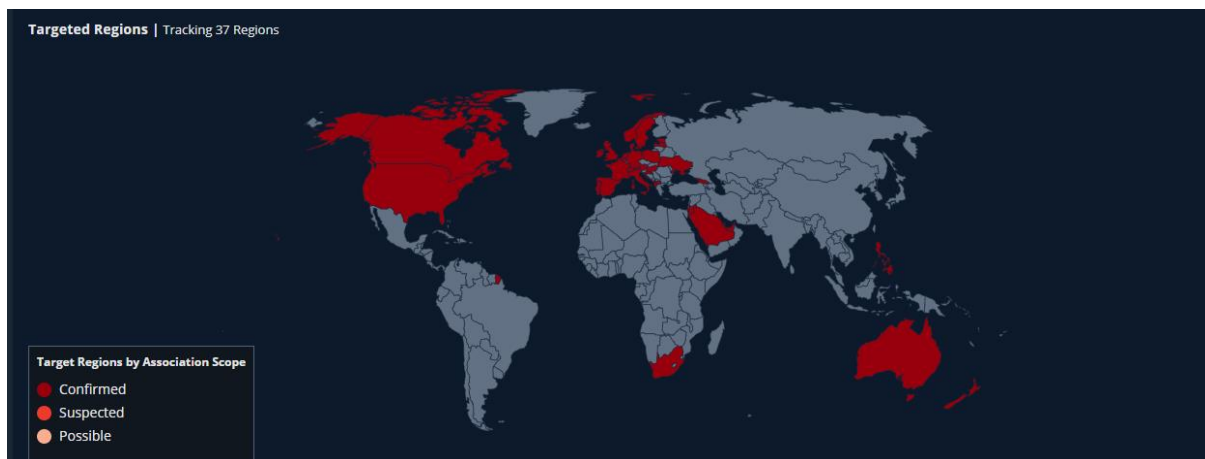 Targeted Regions | Tracking 37 Regions
Target Regions by Association Scope
Confirmed
Suspected
Possible